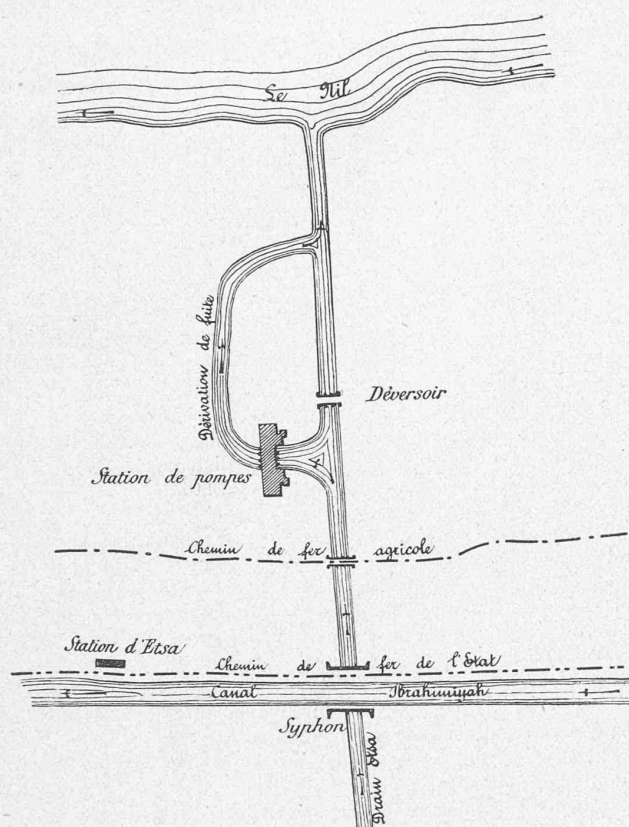 Le Nil
Dérivation de fuite
Déversoir
Station de pompes
Chemin de fer agricole
Station d'Etsa
Chemin de fer de l'Etat
Canal Ibrahimiyah
Syphon
Drain Etsa